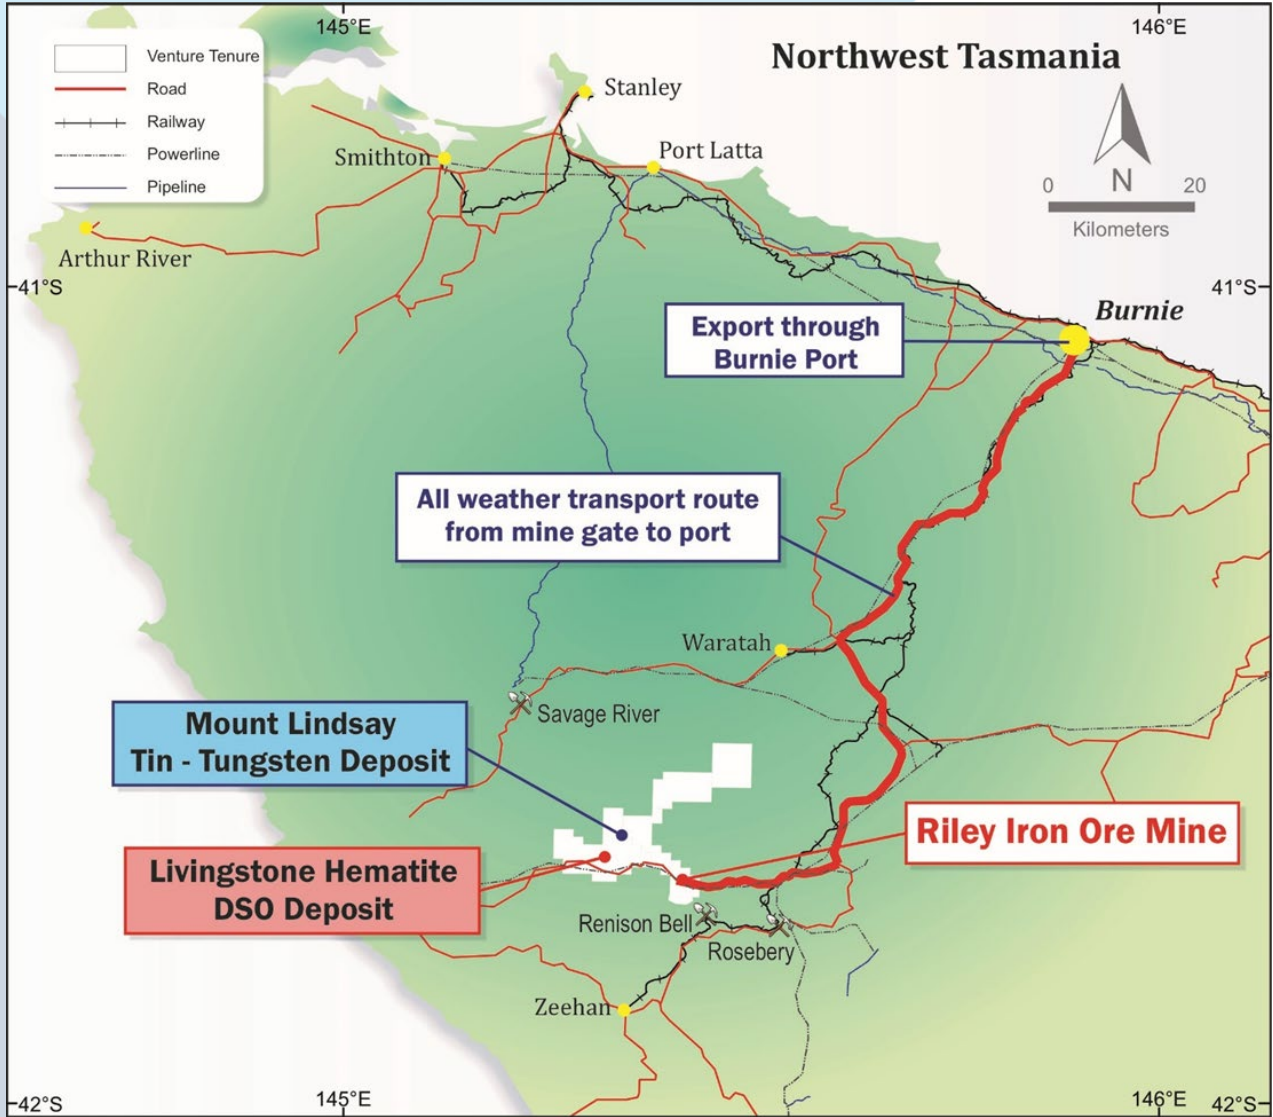 145°E
146°E
Northwest Tasmania
Venture Tenure
Road
Railway
Powerline
Pipeline
Stanley
Smithton
Port Latta
N
0
20
Kilometers
Arthur River
41°S
41°S
Burnie
Export through
Burnie Port
All weather transport route
from mine gate to port
Waratah
Savage River
Mount Lindsay
Tin - Tungsten Deposit
Riley Iron Ore Mine
Livingstone Hematite
DSO Deposit
Renison Bell
Rosebery
Zeehan
42°S
145°E
146°E
42°S